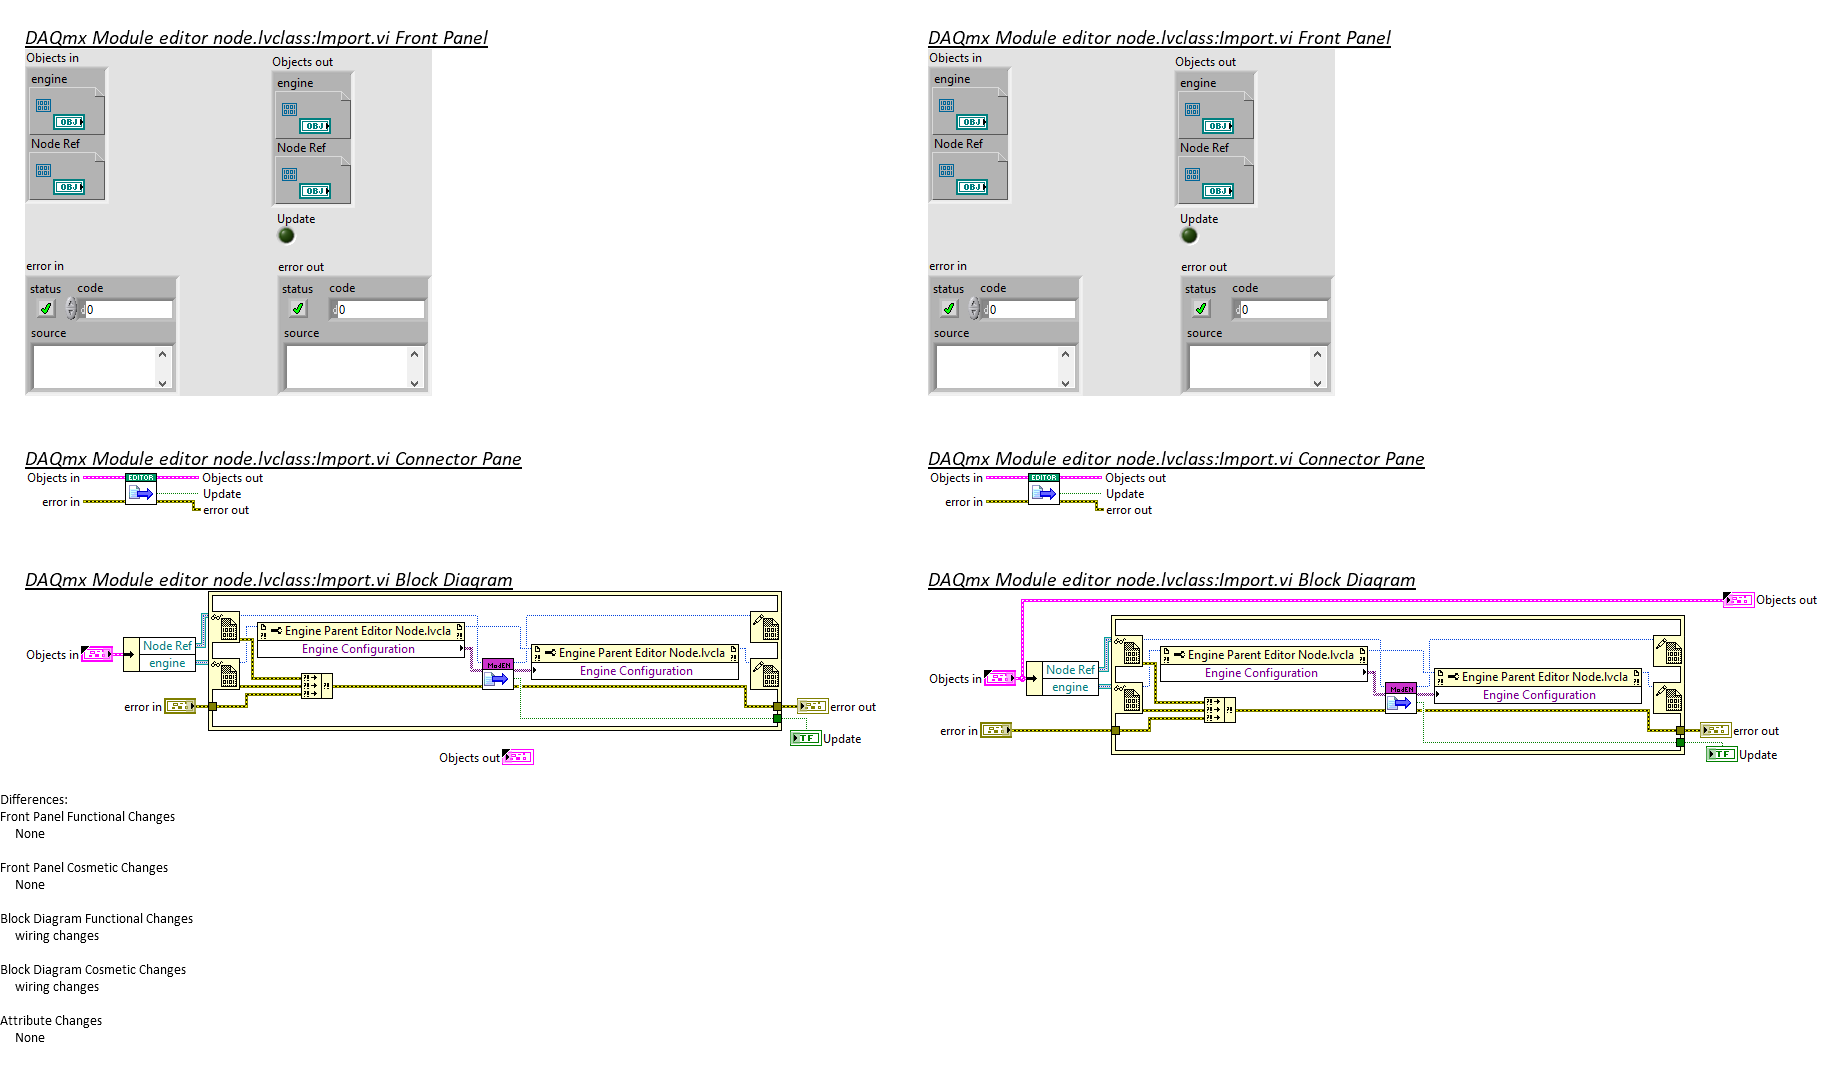 DAQmx Module editor node.lvclass:Import.vi Front Panel
Objects in
Objects out
engine
engine
OBJ
OBJ
Node Ref
Node Ref
OBJ
OBJ
Update
error in
error out
status code
status code
0
0
source
source
DAQmx Module editor node.lvclass:Import.vi Connector Pane
Objects in
EDITOR
Objects out
Update
error in
error out
DAQmx Module editor node.lvclass:Import.vi Block Diagram
Engine Parent Editor Node.lvcla
Engine Configuration
Objects in
Node Ref
engine
Engine Parent Editor Node.lvcla
Engine Configuration
ModEN
error in
error out
TF
Update
Objects out
DAQmx Module editor node.lvclass:Import.vi Front Panel
Objects in
Objects out
engine
engine
OBJ
OBJ
Node Ref
Node Ref
OBJ
OBJ
Update
error in
error out
status code
status code
0
0
source
source
DAQmx Module editor node.lvclass:Import.vi Connector Pane
Objects in
EDITOR
Objects out
Update
error in
error out
DAQmx Module editor node.lvclass:Import.vi Block Diagram
Objects out
Engine Parent Editor Node.lvcla
Engine Configuration
Objects in
Node Ref
engine
Engine Parent Editor Node.lvcla
Engine Configuration
ModEN
error in
error out
TF
Update
Differences:
Front Panel Functional Changes
None
Front Panel Cosmetic Changes
None
Block Diagram Functional Changes
wiring changes
Block Diagram Cosmetic Changes
wiring changes
Attribute Changes
None